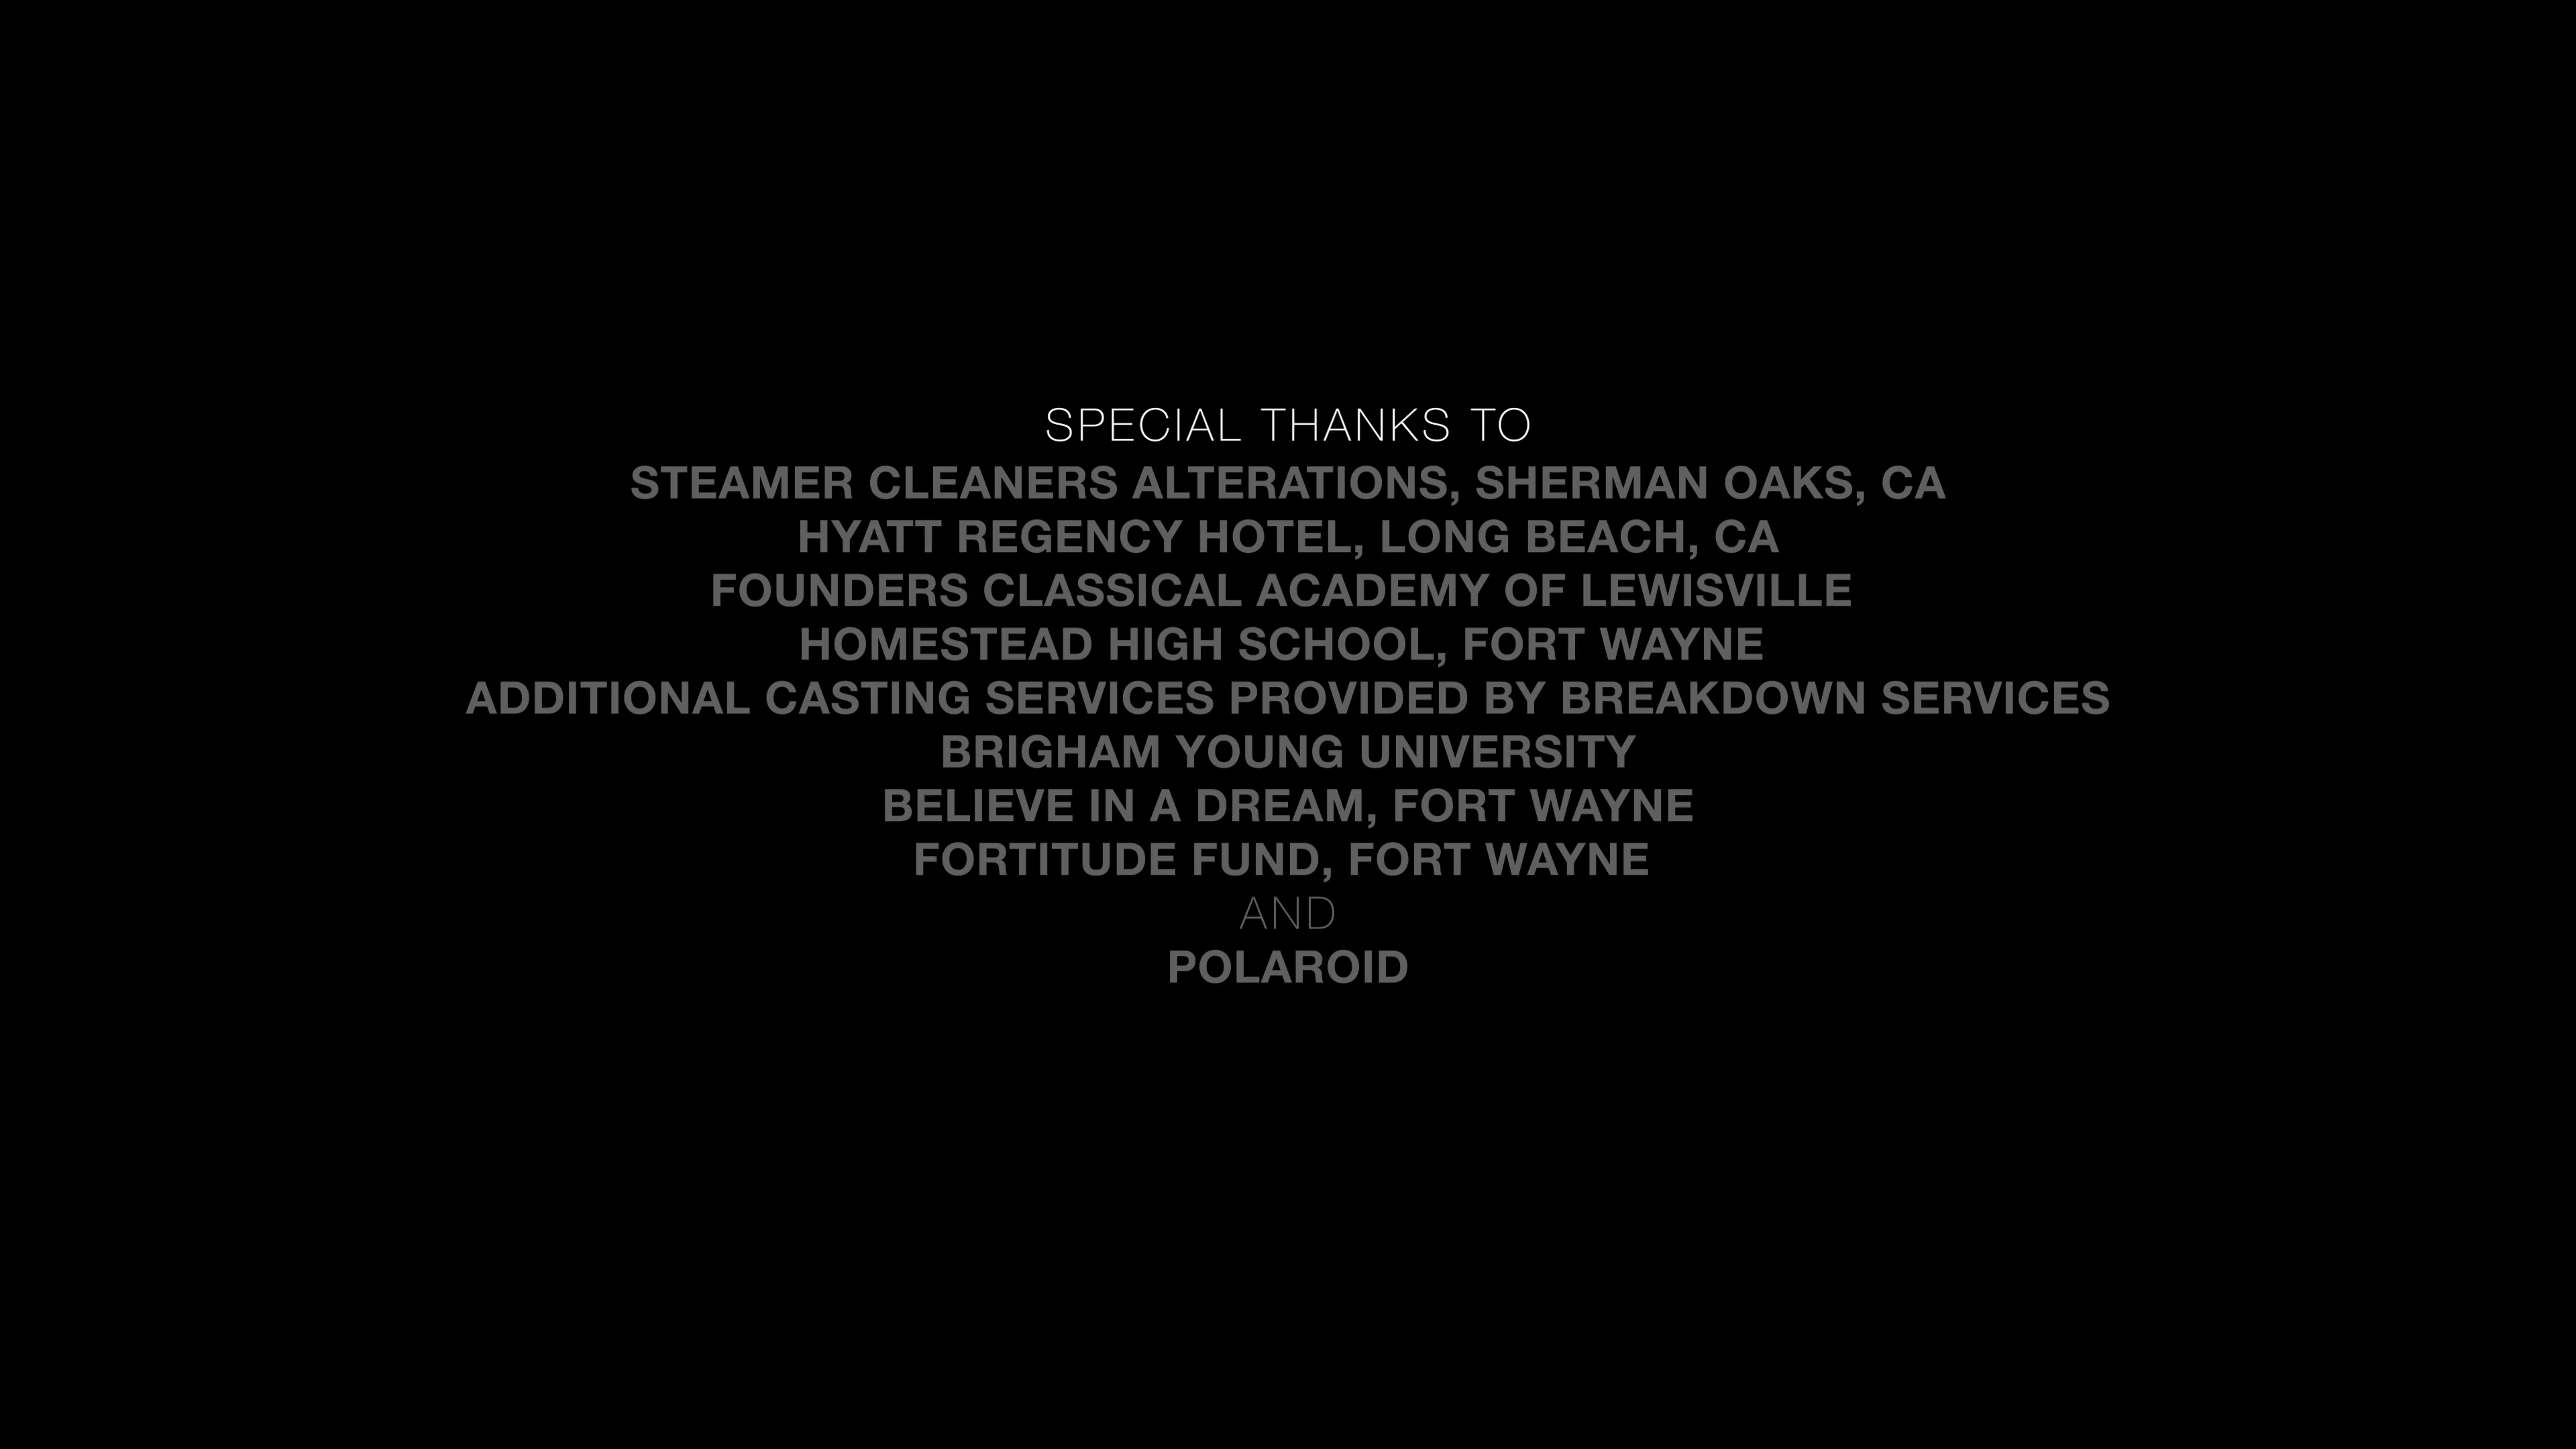 SPECIAL THANKS TO
STEAMER CLEANERS ALTERATIONS, SHERMAN OAKS, CA
HYATT REGENCY HOTEL, LONG BEACH, CA
FOUNDERS CLASSICAL ACADEMY OF LEWISVILLE
HOMESTEAD HIGH SCHOOL, FORT WAYNE
ADDITIONAL CASTING SERVICES PROVIDED BY BREAKDOWN SERVICES
BRIGHAM YOUNG UNIVERSITY
BELIEVE IN A DREAM, FORT WAYNE
FORTITUDE FUND, FORT WAYNE
AND
POLAROID